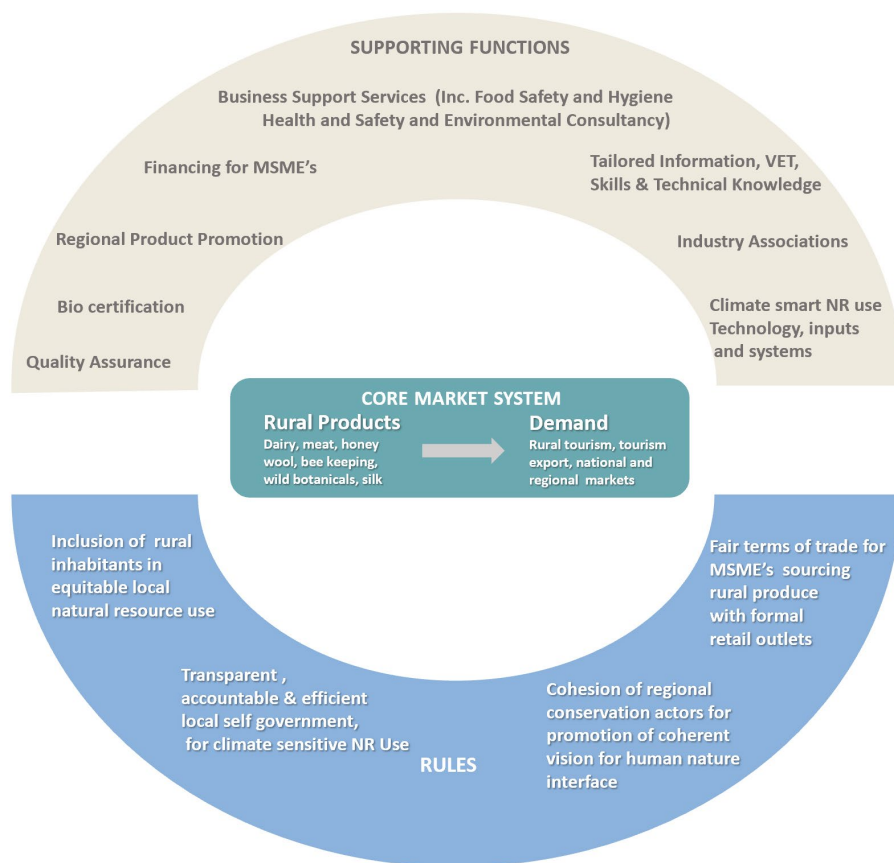 SUPPORTING FUNCTIONS
Business Support Services (Inc. Food Safety and Hygiene
Health and Safety and Environmental Consultancy)
Financing for MSME's
Tailored Information, VET,
Skills & Technical Knowledge
Regional Product Promotion
Industry Associations
Bio certification
Climate smart NR use
Technology, inputs
and systems
Quality Assurance
CORE MARKET SYSTEM
Rural Products
Dairy, meat, honey
wool, bee keeping,
wild botanicals, silk
Demand
Rural tourism, tourism
export, national and
regional markets
Inclusion of rural
inhabitants in
equitable local
natural resource use
Fair terms of trade for
MSME's sourcing
rural produce
with formal
retail outlets
Transparent ,
accountable & efficient
local self government,
for climate sensitive NR Use
Cohesion of regional
conservation actors for
promotion of coherent
vision for human nature
interface
RULES